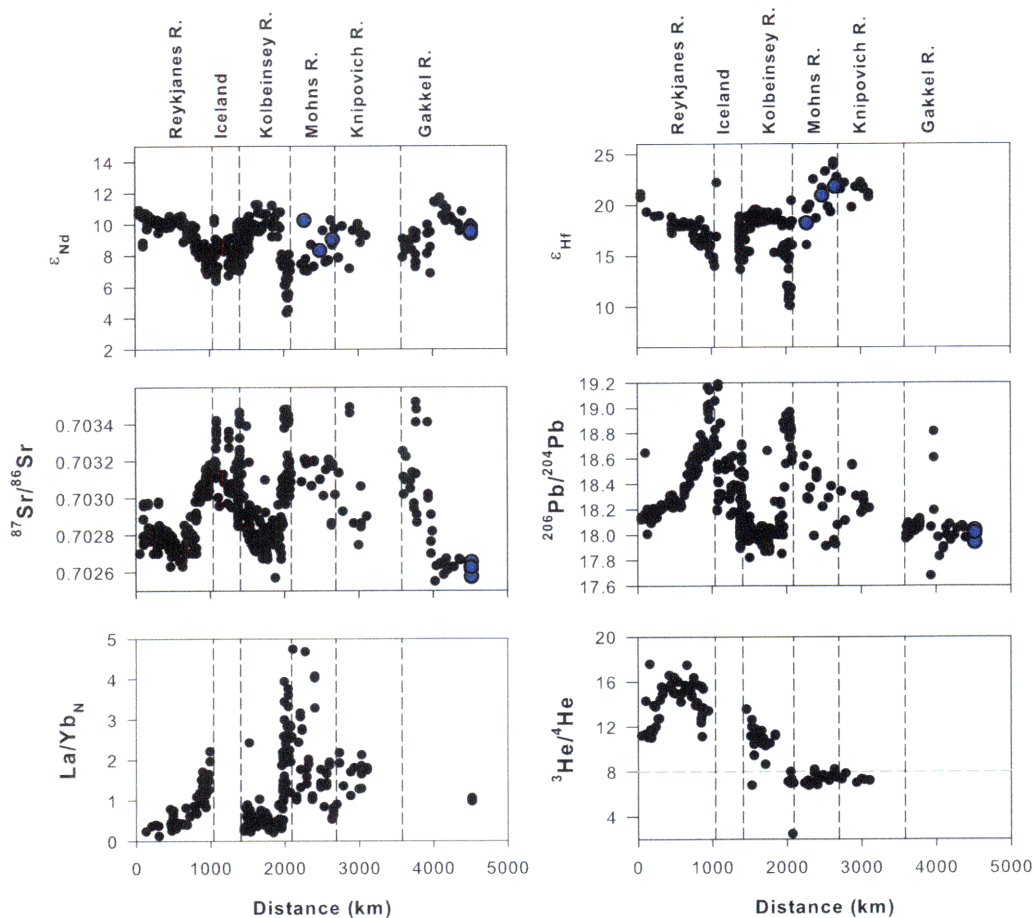 Reykjanes R.
Iceland
Kolbeinsey R.
Mohns R.
Knipovich R.
Gakkel R.
Reykjanes R.
Iceland
Kolbeinsey R.
Mohns R.
Knipovich R.
Gakkel R.
εNd
14
12
10
8
6
4
2
εHf
25
20
15
10
⁸⁷Sr/⁸⁶Sr
0.7034
0.7032
0.7030
0.7028
0.7026
²⁰⁶Pb/²⁰⁴Pb
19.2
19.0
18.8
18.6
18.4
18.2
18.0
17.8
17.6
La/YbN
5
4
3
2
1
0
0 1000 2000 3000 4000 5000
Distance (km)
³He/⁴He
20
16
12
8
4
0 1000 2000 3000 4000 5000
Distance (km)